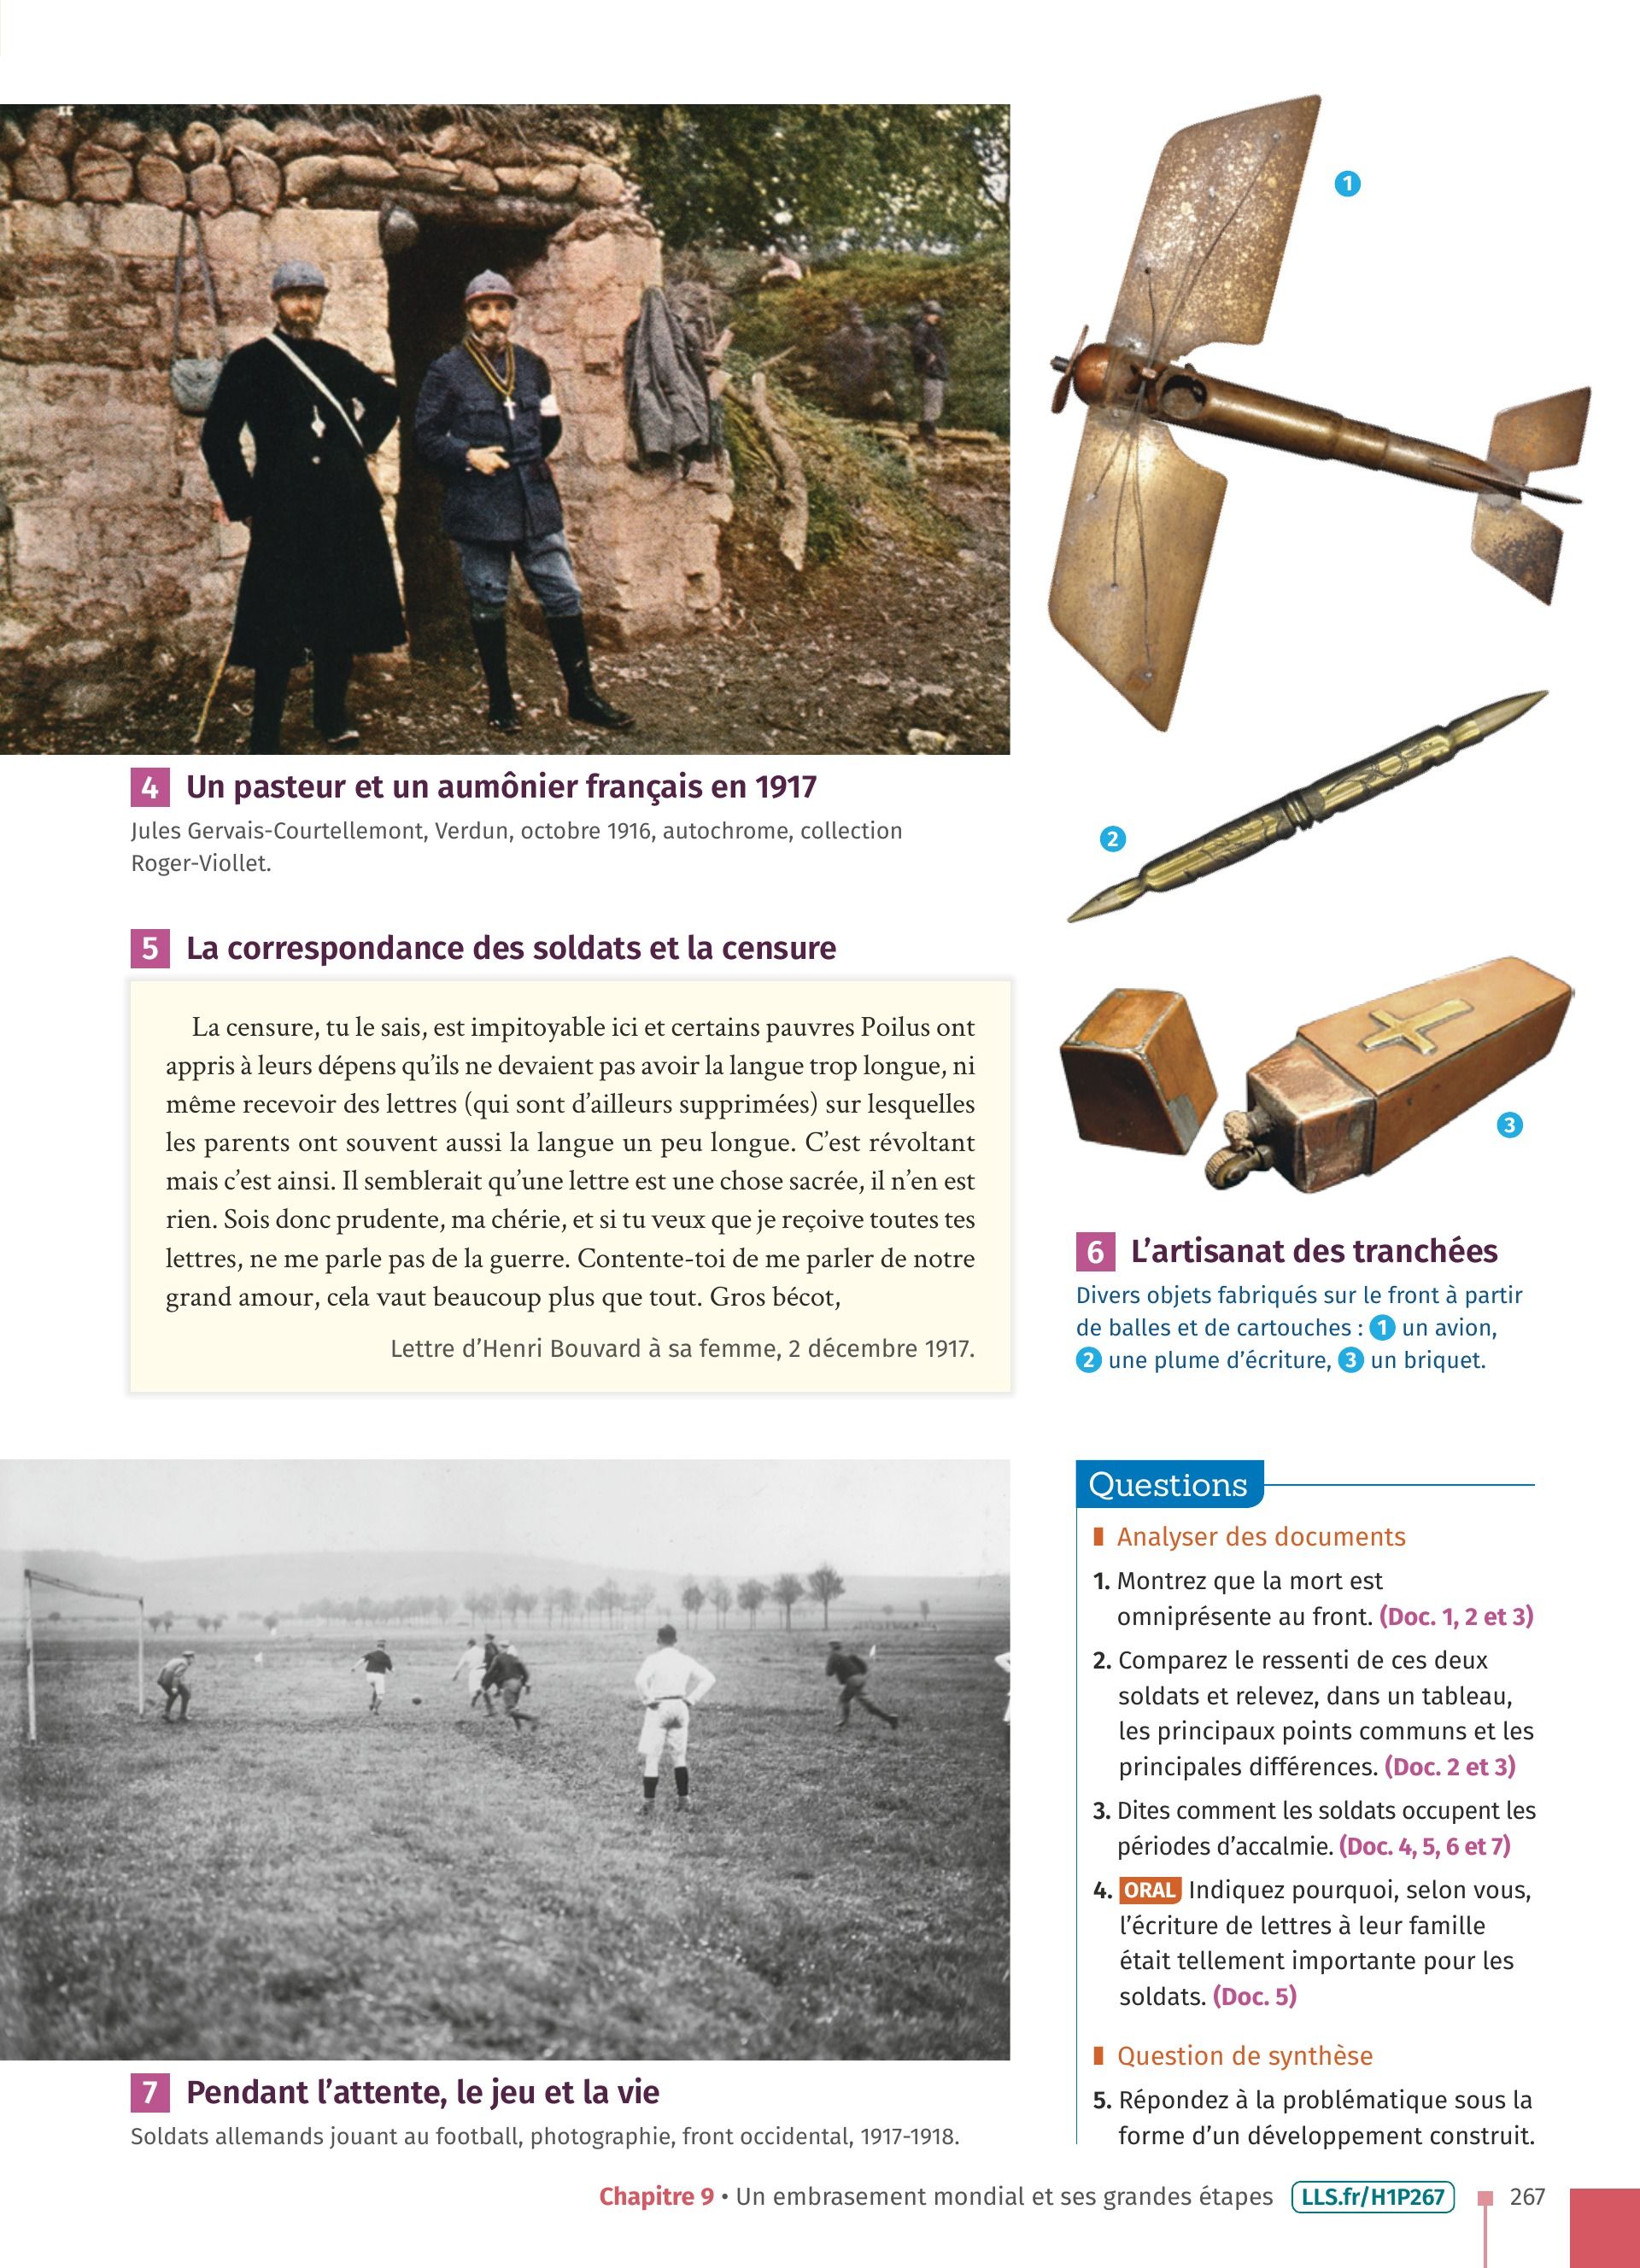 1
4 Un pasteur et un aumônier français en 1917
Jules Gervais-Courtellemont, Verdun, octobre 1916, autochrome, collection
Roger-Viollet.
2
5 La correspondance des soldats et la censure
La censure, tu le sais, est impitoyable ici et certains pauvres Poilus ont
appris à leurs dépens qu’ils ne devaient pas avoir la langue trop longue, ni
même recevoir des lettres (qui sont d’ailleurs supprimées) sur lesquelles
les parents ont souvent aussi la langue un peu longue. C’est révoltant
mais c’est ainsi. Il semblerait qu’une lettre est une chose sacrée, il n’en est
rien. Sois donc prudente, ma chérie, et si tu veux que je reçoive toutes tes
lettres, ne me parle pas de la guerre. Contente-toi de me parler de notre
grand amour, cela vaut beaucoup plus que tout. Gros bécot,
Lettre d’Henri Bouvard à sa femme, 2 décembre 1917.
3
6 L’artisanat des tranchées
Divers objets fabriqués sur le front à partir
de balles et de cartouches : 1 un avion,
2 une plume d’écriture, 3 un briquet.
7 Pendant l’attente, le jeu et la vie
Soldats allemands jouant au football, photographie, front occidental, 1917-1918.
Questions
Analyser des documents
1. Montrez que la mort est
omniprésente au front. (Doc. 1, 2 et 3)
2. Comparez le ressenti de ces deux
soldats et relevez, dans un tableau,
les principaux points communs et les
principales différences. (Doc. 2 et 3)
3. Dites comment les soldats occupent les
périodes d’accalmie. (Doc. 4, 5, 6 et 7)
4. ORAL Indiquez pourquoi, selon vous,
l’écriture de lettres à leur famille
était tellement importante pour les
soldats. (Doc. 5)
Question de synthèse
5. Répondez à la problématique sous la
forme d’un développement construit.
Chapitre 9 • Un embrasement mondial et ses grandes étapes LLS.fr/H1P267 267